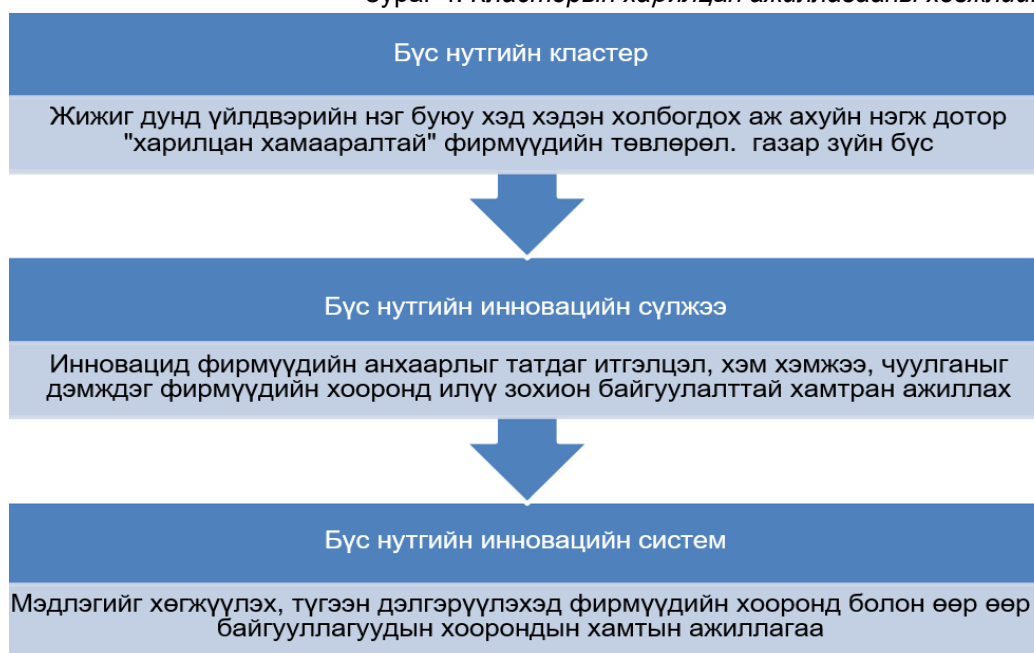 Кластерын харилцан ажиллагааны
Бүс нутгийн кластер
Жижиг дунд үйлдвэрийн нэг буюу хэд хэдэн холбогдох аж ахуйн нэгж дотор
"харилцан хамааралтай" фирмүүдийн төвлөрөл. газар зүйн бүс
Бүс нутгийн инновацийн сүлжээ
Инновацид фирмүүдийн анхаарлыг татдаг итгэлцэл, хэм хэмжээ, чуулганыг
дэмждэг фирмүүдийн хооронд илүү зохион байгуулалттай хамтран ажиллах
Бүс нутгийн инновацийн систем
Мэдлэгийг хөгжүүлэх, түгээн дэлгэрүүлэхэд фирмүүдийн хооронд болон өөр өөр
байгууллагуудын хоорондын хамтын ажиллагаа